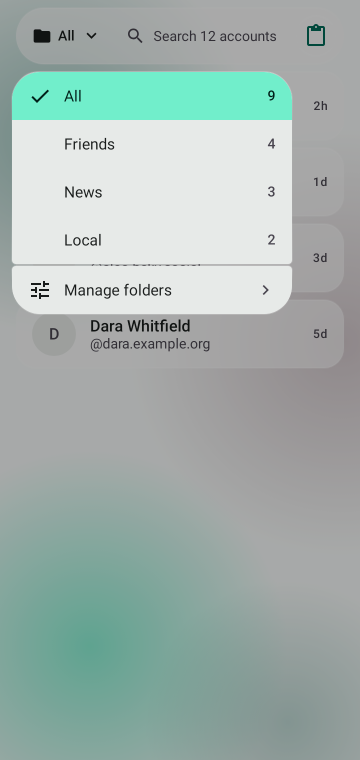 All
Search 12 accounts
All 9
2h
Friends 4
1d
News 3
Local 2
3d
Manage folders
Dara Whitfield
5d
D
@dara.example.org